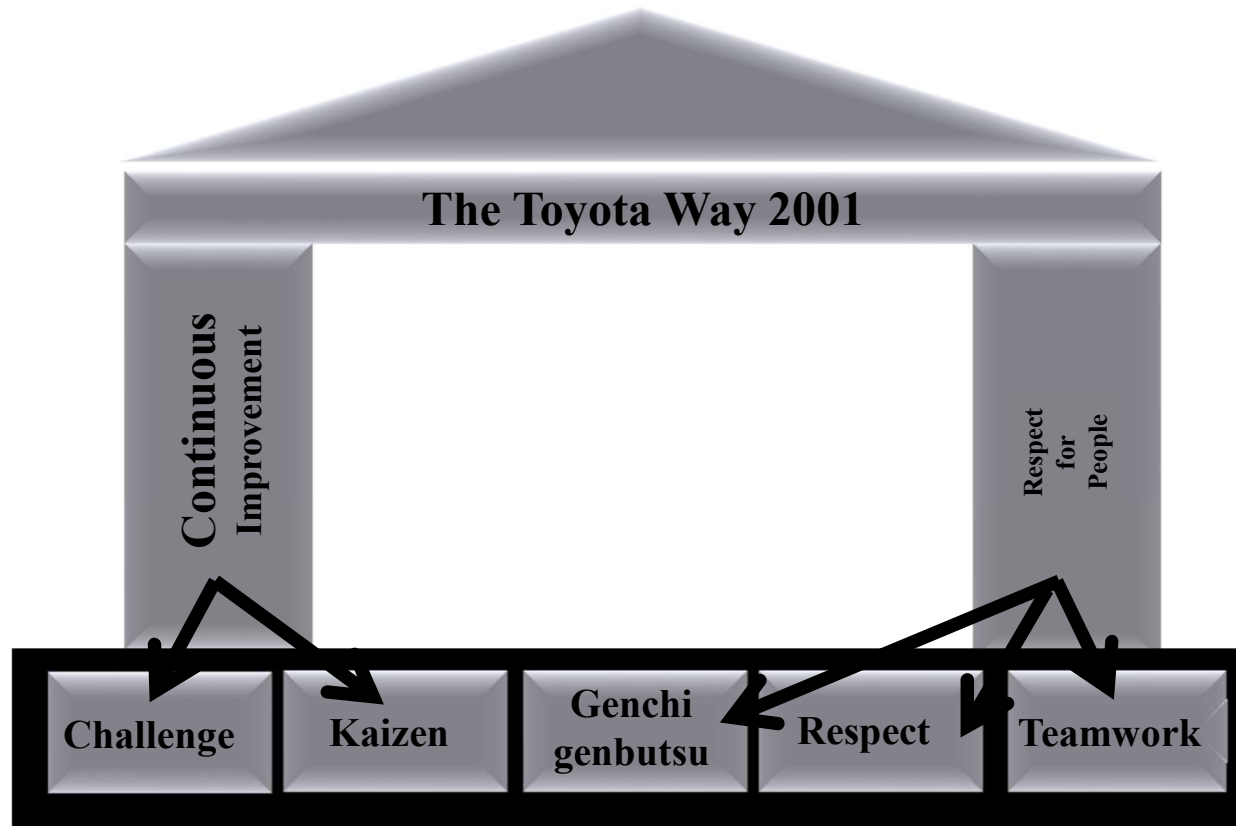 The Toyota Way 2001
Continuous
Improvement
Respect
for
People
Challenge
Kaizen
Genchi
genbutsu
Respect
Teamwork